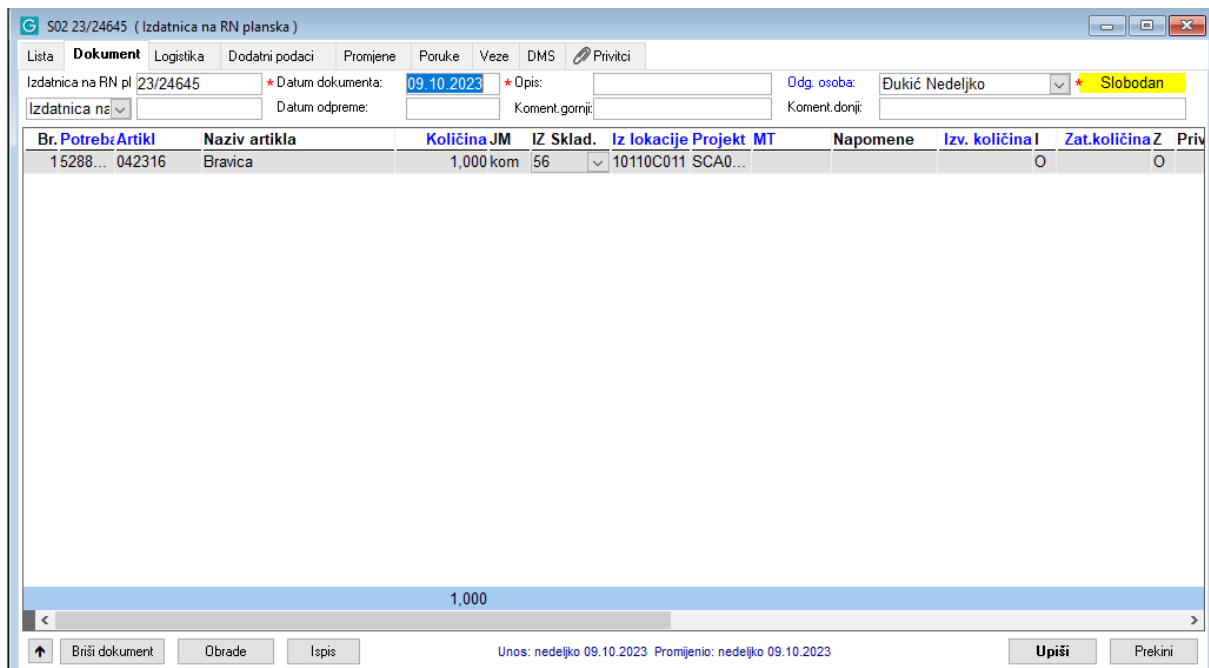 G S02 23/24645 ( Izdatnica na RN planska )
Lista Dokument Logistika Dodatni podaci Promjene Poruke Veze DMS Privitci
Izdatnica na RN pl 23/24645 * Datum dokumenta: 09.10.2023 * Opis: Odg. osoba: Đukić Nedeljko * Slobodan
Izdatnica na Datum odpreme: Koment.gornji: Koment.donji:
Br. Potreba Artikl Naziv artikla Količina JM IZ Sklad. Iz lokacije Projekt MT Napomene Izv. količina I Zat.količina Z Priv
1 5288... 042316 Bravica 1,000 kom 56 10110C011 SCA0... O O
1,000
Briši dokument Obrade Ispis Unos: nedeljko 09.10.2023 Promijenio: nedeljko 09.10.2023 Upiši Prekini